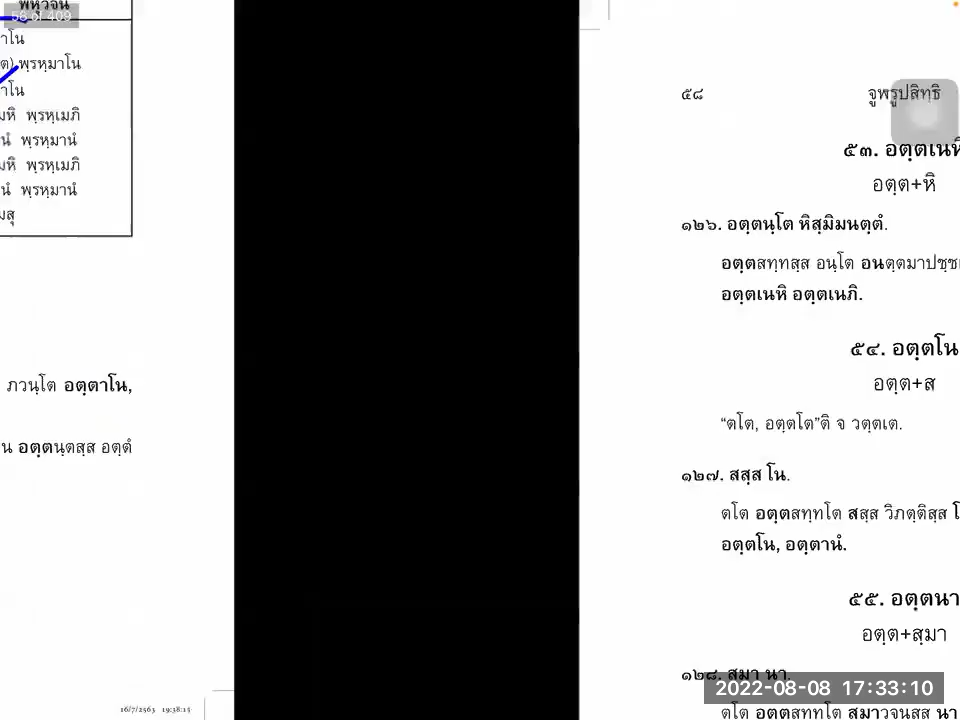 พหุวจน
58 of 409
าโน
ต) พฺรหฺมาโน
าโน
มหิ พฺรหฺเมภิ
นํ พฺรหฺมานํ
มหิ พฺรหฺเมภิ
นํ พฺรหฺมานํ
มสุ
ภวนฺโต อตฺตาโน,
น อตฺตนฺตสฺส อตฺตํ
16/7/2563 19:38:15
๕๘ จูพรูปสิทฺธิ
๕๓. อตฺตเนหิ
อตฺต+หิ
๑๒๖. อตฺตนฺโต หิสฺมิมนตฺตํ.
อตฺตสทฺทสฺส อนฺโต อนตฺตมาปชฺช
อตฺตเนหิ อตฺตเนภิ.
๕๔. อตฺตโน
อตฺต+ส
“ตโต, อตฺตโต”ติ จ วตฺตเต.
๑๒๗. สสฺส โน.
ตโต อตฺตสทฺทโต สสฺส วิภตฺติสฺส โ
อตฺตโน, อตฺตานํ.
๕๕. อตฺตนา
อตฺต+สฺมา
๑๒๘. สฺมา นา.
2022-08-08 17:33:10
ตโต อตฺตสทฺทโต สฺมาวจนสฺส นา